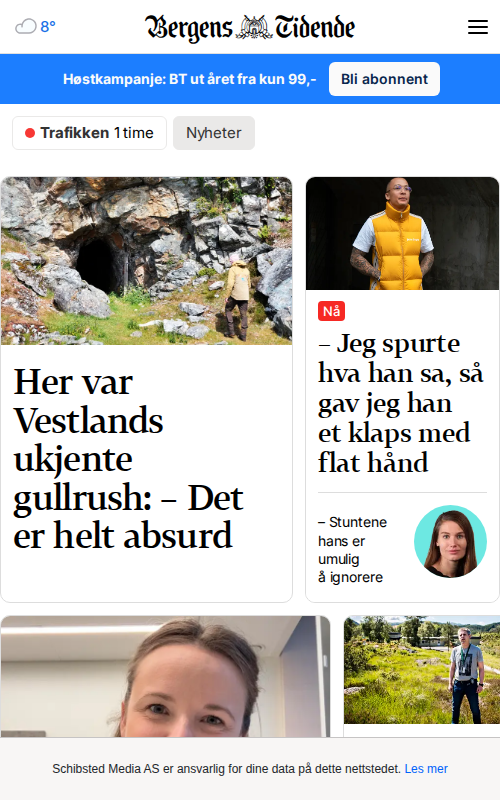 8°
Bergens Tidende
Høstkampanje: BT ut året fra kun 99,-
Bli abonnent
Trafikken 1 time
Nyheter
Her var
Vestlands
ukjente
gullrush: – Det
er helt absurd
Nå
– Jeg spurte
hva han sa, så
gav jeg han
et klaps med
flat hånd
– Stuntene
hans er
umulig
å ignorere
Schibsted Media AS er ansvarlig for dine data på dette nettstedet. Les mer